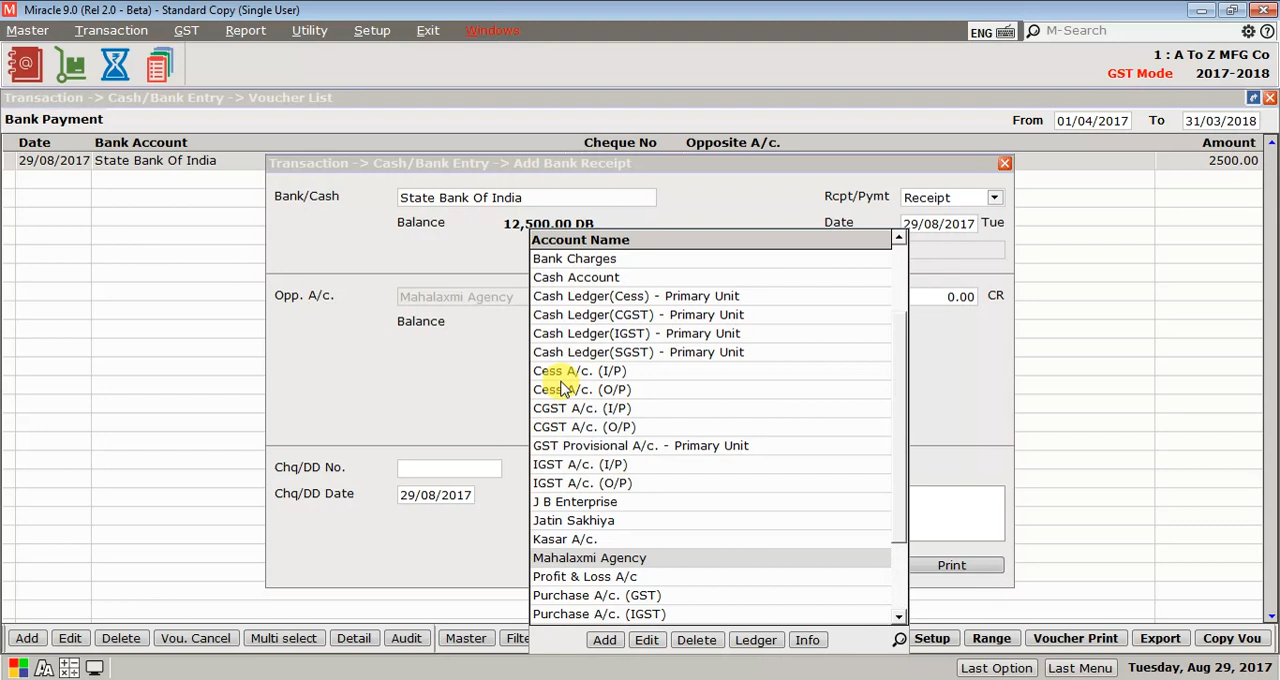 Miracle 9.0 (Rel 2.0 - Beta) - Standard Copy (Single User)
Master Transaction GST Report Utility Setup Exit Windows ENG M-Search
1 : A To Z MFG Co
GST Mode 2017-2018
Transaction -> Cash/Bank Entry -> Voucher List
Bank Payment From 01/04/2017 To 31/03/2018
Date Bank Account Cheque No Opposite A/c. Amount
29/08/2017 State Bank Of India 2500.00
Transaction -> Cash/Bank Entry -> Add Bank Receipt
Bank/Cash State Bank Of India Rcpt/Pymt Receipt
Balance 12,500.00 DB Date 29/08/2017 Tue
Opp. A/c. Mahalaxmi Agency 0.00 CR
Balance
Chq/DD No.
Chq/DD Date 29/08/2017
Print
Account Name
Bank Charges
Cash Account
Cash Ledger(Cess) - Primary Unit
Cash Ledger(CGST) - Primary Unit
Cash Ledger(IGST) - Primary Unit
Cash Ledger(SGST) - Primary Unit
Cess A/c. (I/P)
Cess A/c. (O/P)
CGST A/c. (I/P)
CGST A/c. (O/P)
GST Provisional A/c. - Primary Unit
IGST A/c. (I/P)
IGST A/c. (O/P)
J B Enterprise
Jatin Sakhiya
Kasar A/c.
Mahalaxmi Agency
Profit & Loss A/c
Purchase A/c. (GST)
Purchase A/c. (IGST)
Add Edit Delete Ledger Info
Add Edit Delete Vou. Cancel Multi select Detail Audit Master Setup Range Voucher Print Export Copy Vou
Last Option Last Menu Tuesday, Aug 29, 2017